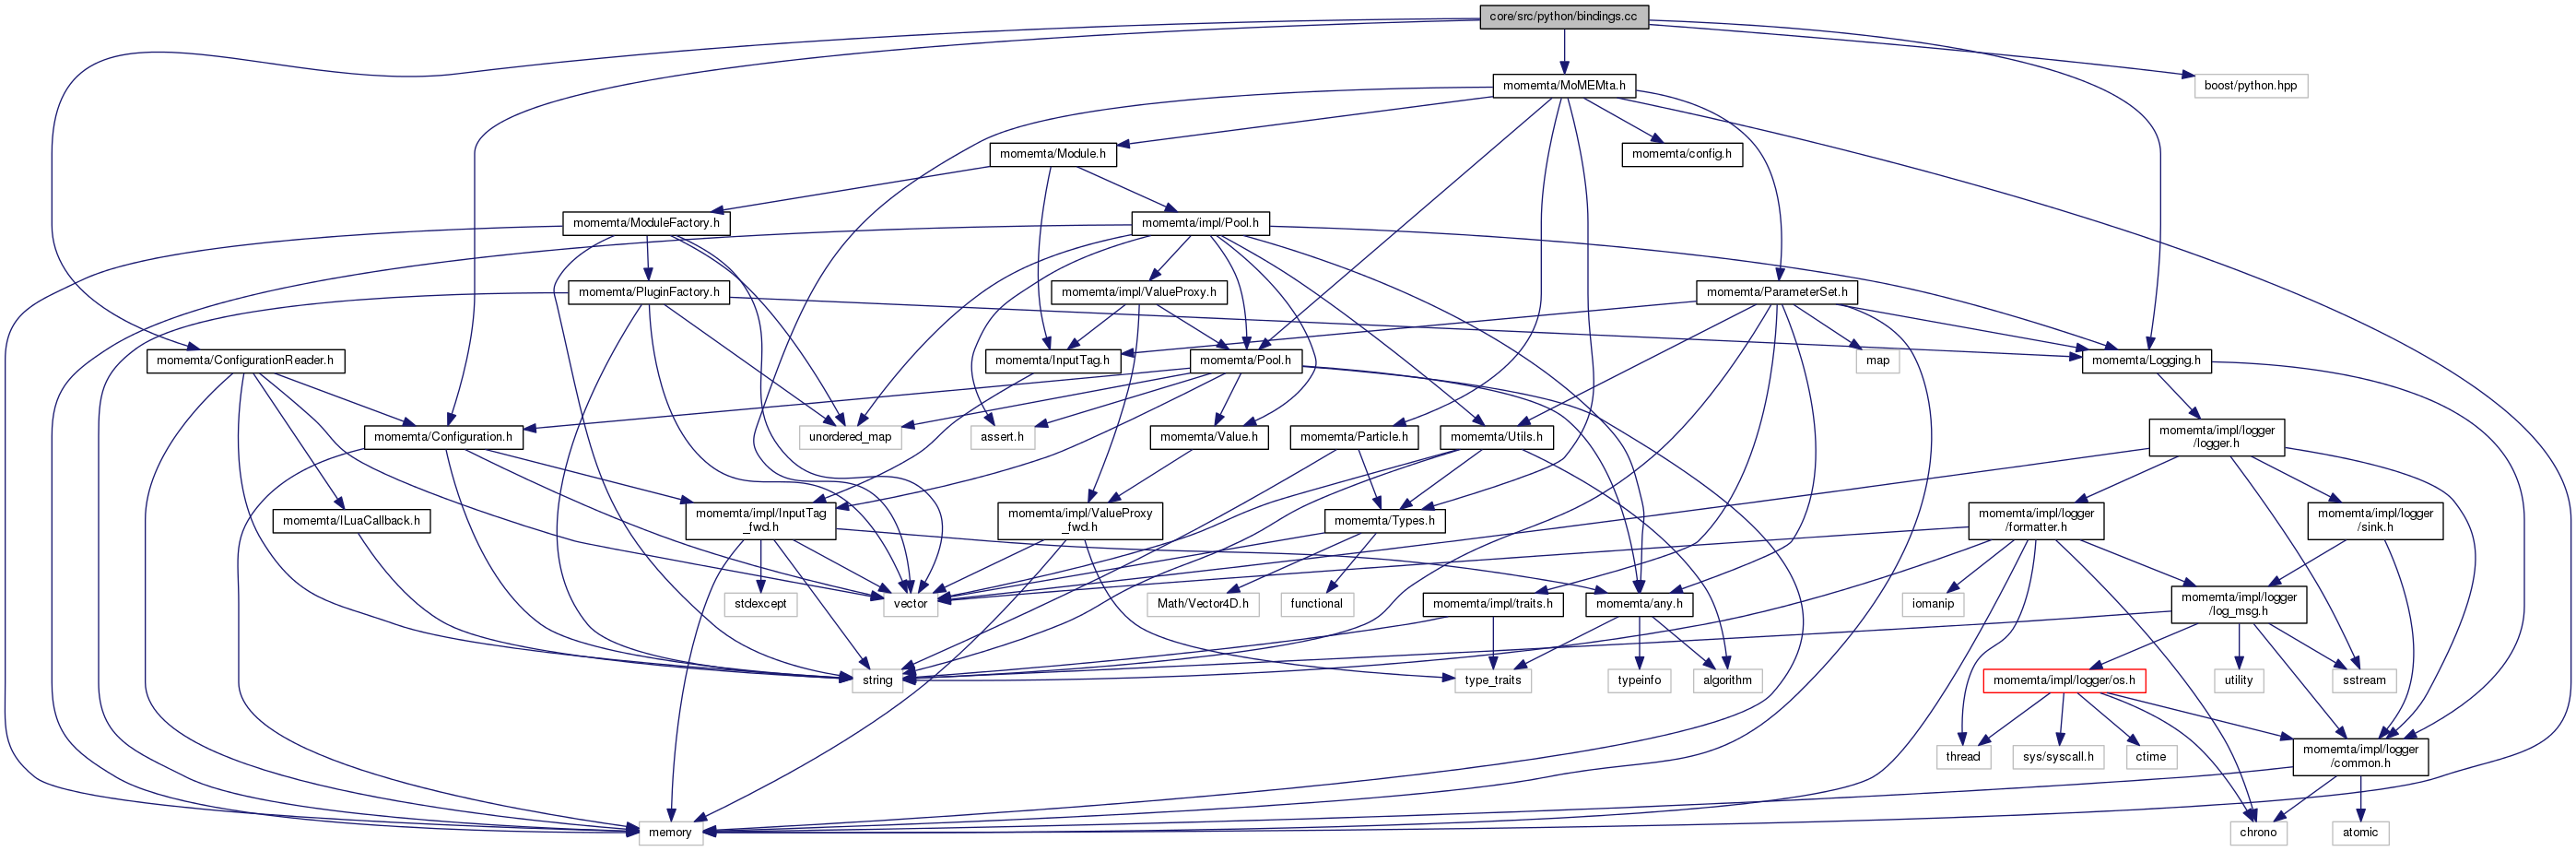 core/src/python/bindings.cc
boost/python.hpp
momemta/MoMEMta.h
momemta/Module.h
momemta/config.h
momemta/ModuleFactory.h
momemta/impl/Pool.h
momemta/PluginFactory.h
momemta/impl/ValueProxy.h
momemta/ParameterSet.h
momemta/ConfigurationReader.h
momemta/InputTag.h
momemta/Pool.h
map
momemta/Logging.h
momemta/Configuration.h
unordered_map
assert.h
momemta/Value.h
momemta/Particle.h
momemta/Utils.h
momemta/impl/logger
/logger.h
momemta/ILuaCallback.h
momemta/impl/InputTag
_fwd.h
momemta/impl/ValueProxy
_fwd.h
momemta/Types.h
momemta/impl/logger
/formatter.h
momemta/impl/logger
/sink.h
stdexcept
vector
Math/Vector4D.h
functional
momemta/impl/traits.h
momemta/any.h
iomanip
momemta/impl/logger
/log_msg.h
string
type_traits
typeinfo
algorithm
momemta/impl/logger/os.h
utility
sstream
thread
sys/syscall.h
ctime
momemta/impl/logger
/common.h
memory
chrono
atomic